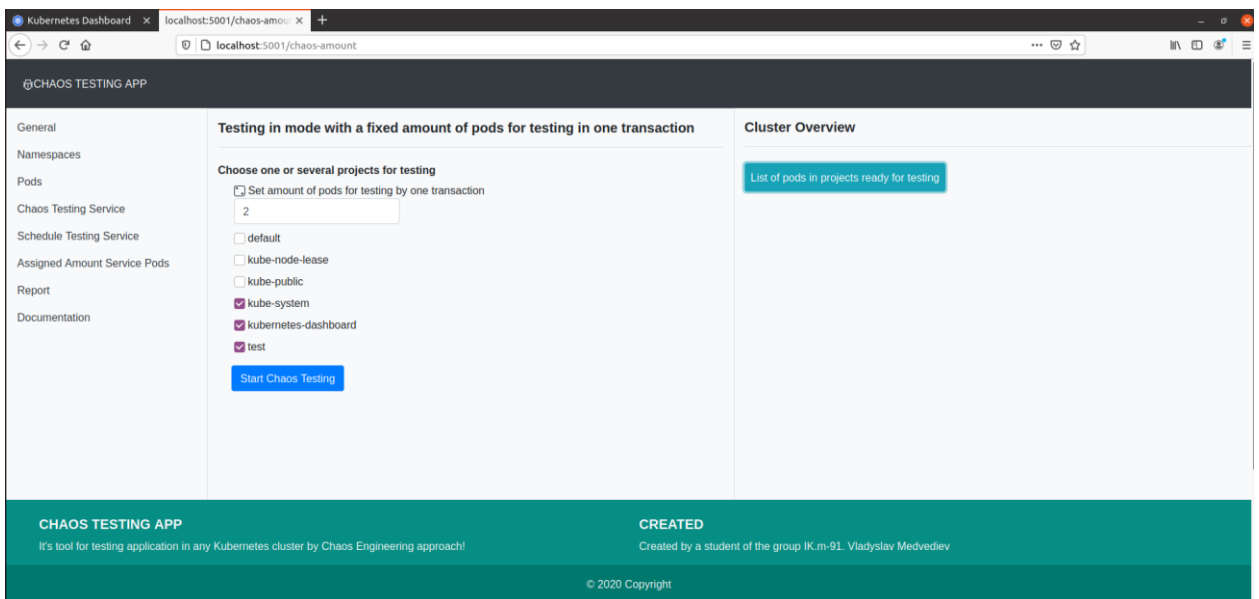 Kubernetes Dashboard
localhost:5001/chaos-amou
localhost:5001/chaos-amount
CHAOS TESTING APP
General
Namespaces
Pods
Chaos Testing Service
Schedule Testing Service
Assigned Amount Service Pods
Report
Documentation
Testing in mode with a fixed amount of pods for testing in one transaction
Choose one or several projects for testing
Set amount of pods for testing by one transaction
2
default
kube-node-lease
kube-public
kube-system
kubernetes-dashboard
test
Start Chaos Testing
Cluster Overview
List of pods in projects ready for testing
CHAOS TESTING APP
It's tool for testing application in any Kubernetes cluster by Chaos Engineering approach!
CREATED
Created by a student of the group IK.m-91. Vladyslav Medvediev
© 2020 Copyright